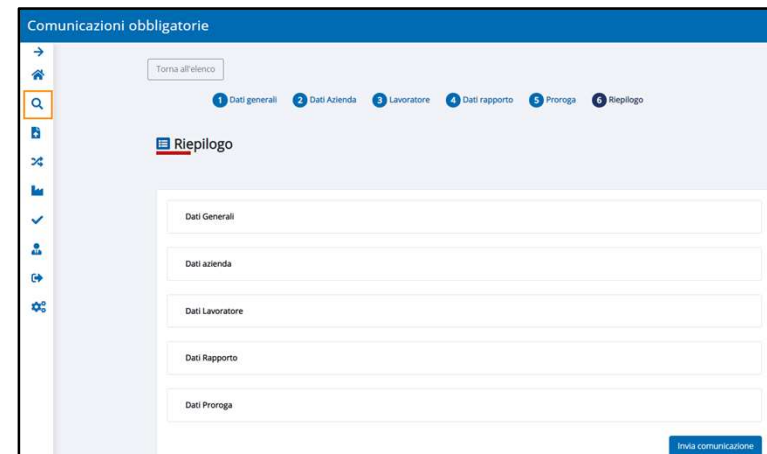 Comunicazioni obbligatorie
Torna all'elenco
1 Dati generali 2 Dati Azienda 3 Lavoratore 4 Dati rapporto 5 Proroga 6 Riepilogo
Riepilogo
Dati Generali
Dati azienda
Dati Lavoratore
Dati Rapporto
Dati Proroga
Invia comunicazione